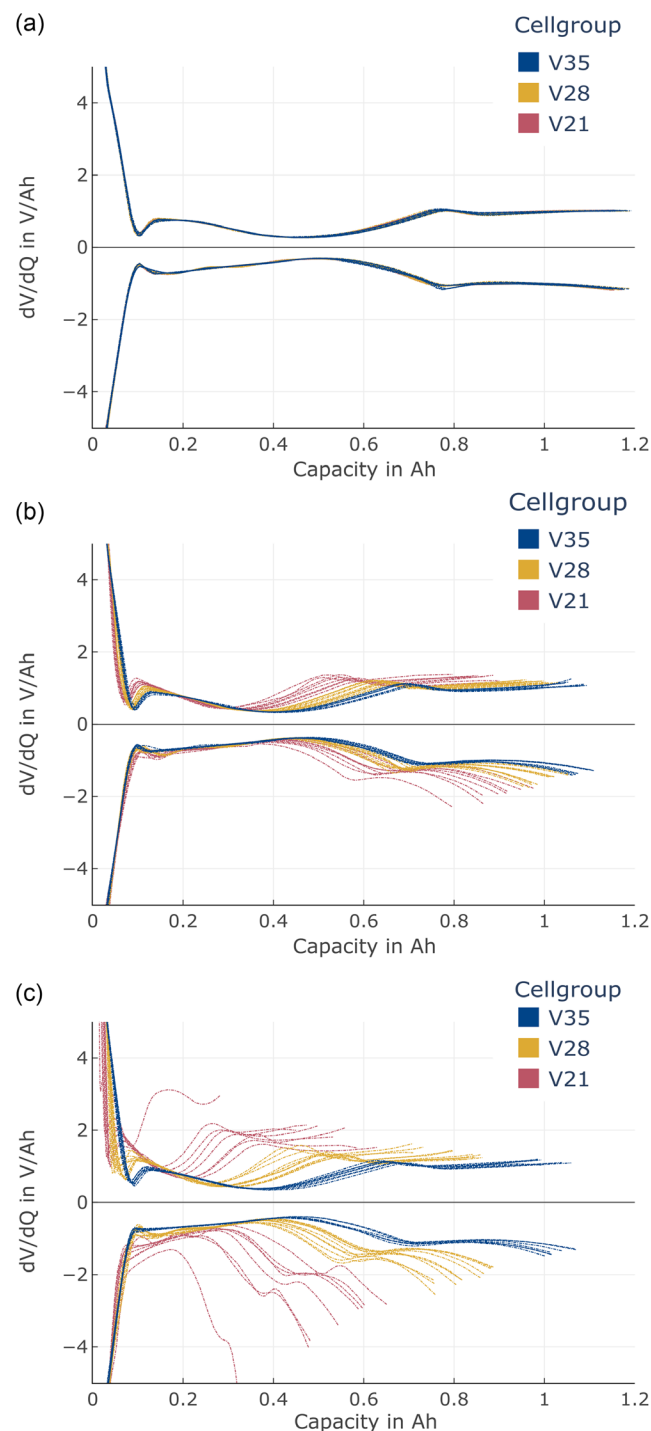 (a)
Cellgroup
V35
V28
V21
dV/dQ in V/Ah
4
2
0
−2
−4
0 0.2 0.4 0.6 0.8 1 1.2
Capacity in Ah
(b)
Cellgroup
V35
V28
V21
dV/dQ in V/Ah
4
2
0
−2
−4
0 0.2 0.4 0.6 0.8 1 1.2
Capacity in Ah
(c)
Cellgroup
V35
V28
V21
dV/dQ in V/Ah
4
2
0
−2
−4
0 0.2 0.4 0.6 0.8 1 1.2
Capacity in Ah